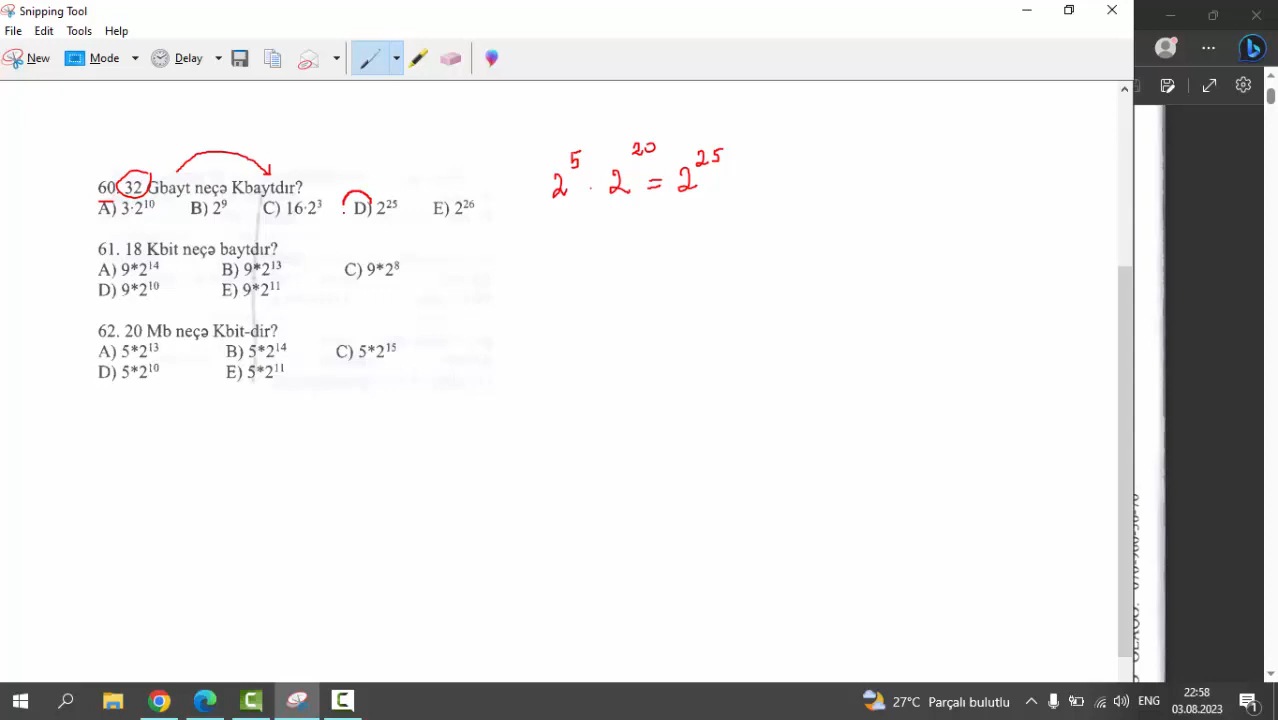 Snipping Tool
File Edit Tools Help
New Mode Delay
2⁵ · 2²⁰ = 2²⁵
60. 32 Gbayt neçə Kbaytdır?
A) 3·2¹⁰ B) 2⁹ C) 16·2³ D) 2²⁵ E) 2²⁶
61. 18 Kbit neçə baytdır?
A) 9*2¹⁴ B) 9*2¹³ C) 9*2⁸
D) 9*2¹⁰ E) 9*2¹¹
62. 20 Mb neçə Kbit-dir?
A) 5*2¹³ B) 5*2¹⁴ C) 5*2¹⁵
D) 5*2¹⁰ E) 5*2¹¹
27°C Parçalı bulutlu ENG 22:58
03.08.2023 1